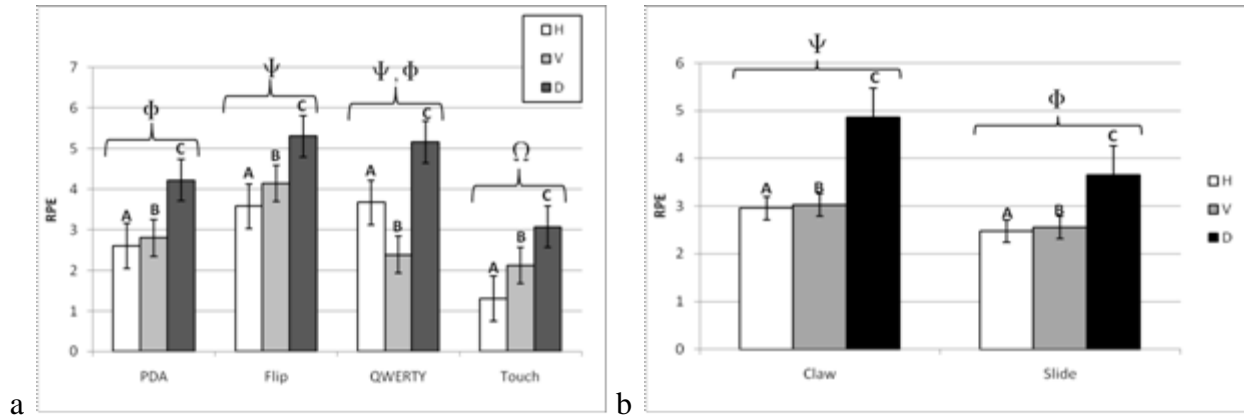 H
V
D
7
6
5
4
3
2
1
0
RPE
Φ
Ψ
Ψ , Φ
Ω
A
B
C
A
B
C
A
B
C
A
B
C
PDA
Flip
QWERTY
Touch
a
6
5
4
3
2
1
0
RPE
Ψ
Φ
A
B
C
A
B
C
H
V
D
Claw
Slide
b